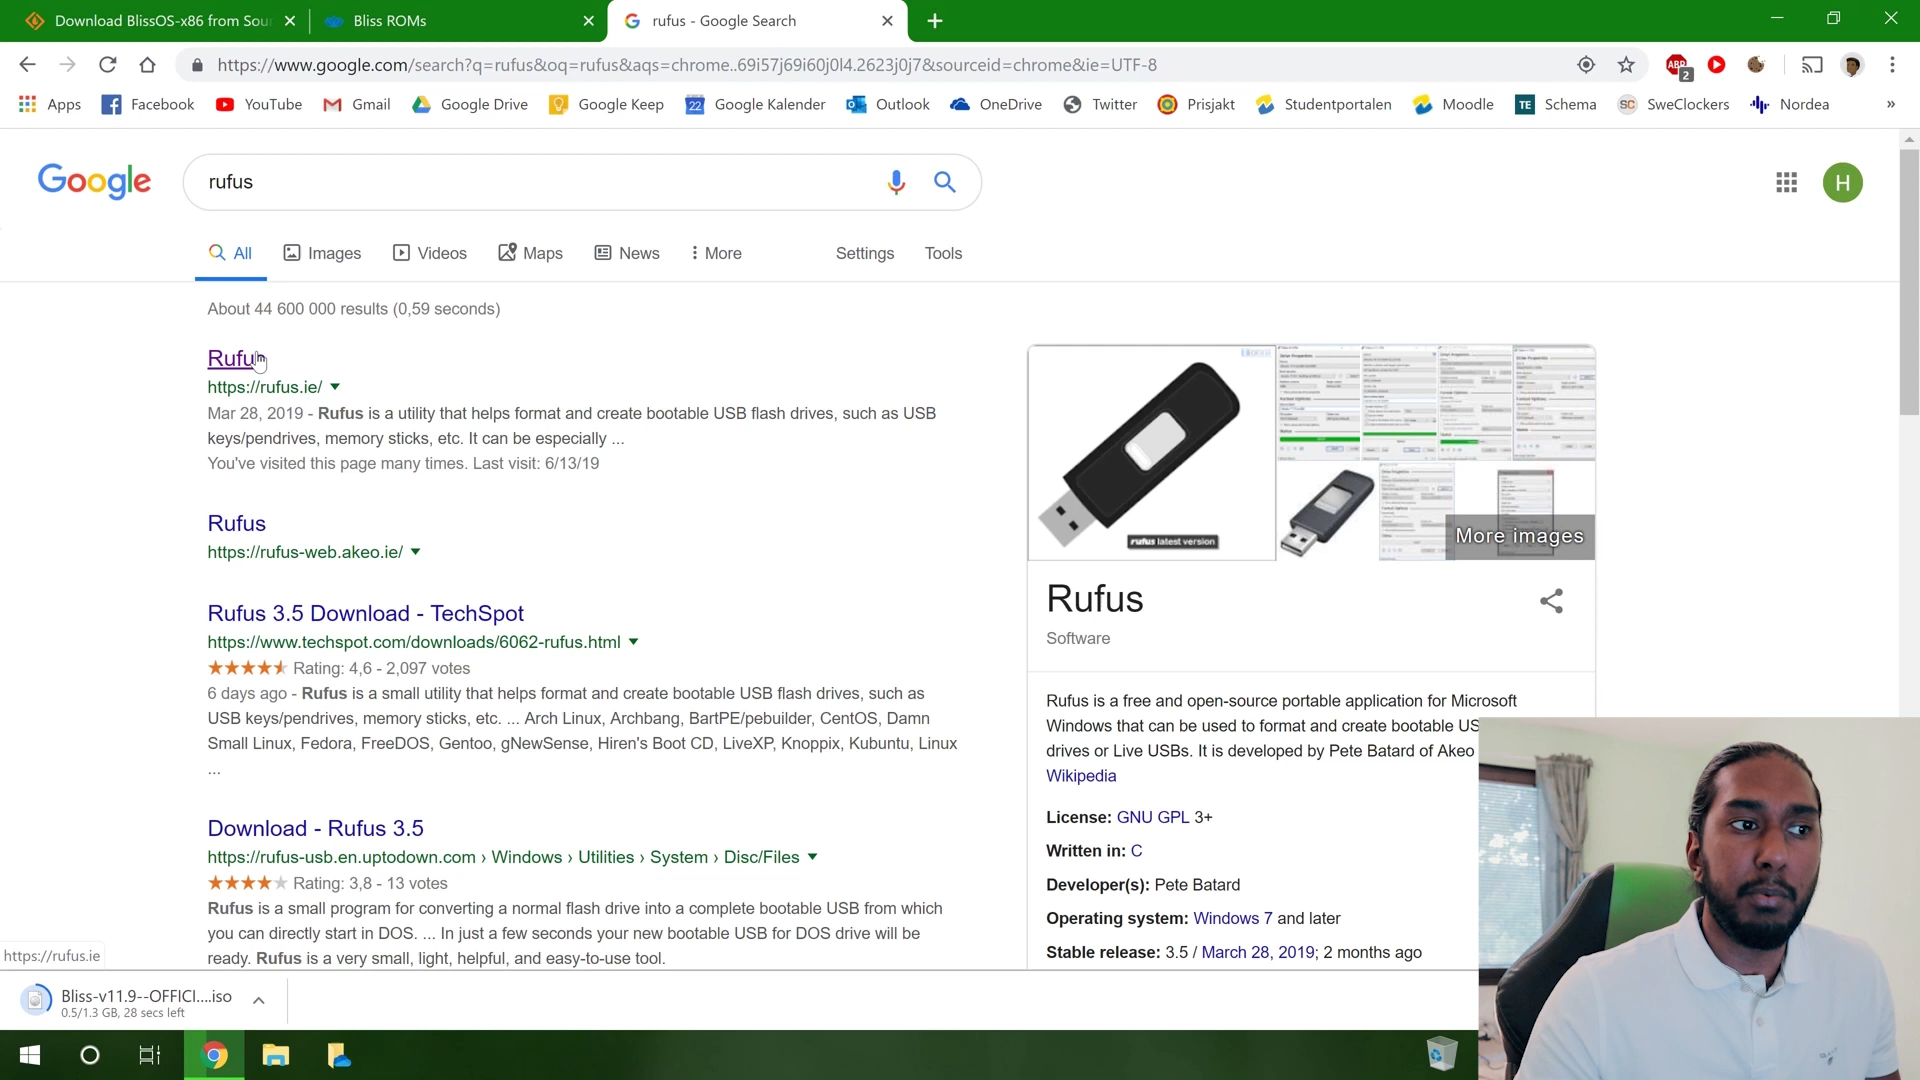 Download BlissOS-x86 from Sou
Bliss ROMs
rufus - Google Search
https://www.google.com/search?q=rufus&oq=rufus&aqs=chrome..69i57j69i60j0l4.2623j0j7&sourceid=chrome&ie=UTF-8
ABP
2
Apps
Facebook
YouTube
Gmail
Google Drive
Google Keep
22
Google Kalender
Outlook
OneDrive
Twitter
Prisjakt
Studentportalen
Moodle
TE
Schema
SC
SweClockers
Nordea
»
Google
rufus
H
All
Images
Videos
Maps
News
More
Settings
Tools
About 44 600 000 results (0,59 seconds)
Rufus
https://rufus.ie/
Mar 28, 2019 - Rufus is a utility that helps format and create bootable USB flash drives, such as USB
keys/pendrives, memory sticks, etc. It can be especially ...
You've visited this page many times. Last visit: 6/13/19
Rufus
https://rufus-web.akeo.ie/
Rufus 3.5 Download - TechSpot
https://www.techspot.com/downloads/6062-rufus.html
Rating: 4,6 - 2,097 votes
6 days ago - Rufus is a small utility that helps format and create bootable USB flash drives, such as
USB keys/pendrives, memory sticks, etc. ... Arch Linux, Archbang, BartPE/pebuilder, CentOS, Damn
Small Linux, Fedora, FreeDOS, Gentoo, gNewSense, Hiren's Boot CD, LiveXP, Knoppix, Kubuntu, Linux
...
Download - Rufus 3.5
https://rufus-usb.en.uptodown.com › Windows › Utilities › System › Disc/Files
Rating: 3,8 - 13 votes
Rufus is a small program for converting a normal flash drive into a complete bootable USB from which
you can directly start in DOS. ... In just a few seconds your new bootable USB for DOS drive will be
ready. Rufus is a very small, light, helpful, and easy-to-use tool.
rufus latest version
More images
Rufus
Software
Rufus is a free and open-source portable application for Microsoft
Windows that can be used to format and create bootable US
drives or Live USBs. It is developed by Pete Batard of Akeo
Wikipedia
License: GNU GPL 3+
Written in: C
Developer(s): Pete Batard
Operating system: Windows 7 and later
Stable release: 3.5 / March 28, 2019; 2 months ago
https://rufus.ie
Bliss-v11.9--OFFICI....iso
0.5/1.3 GB, 28 secs left